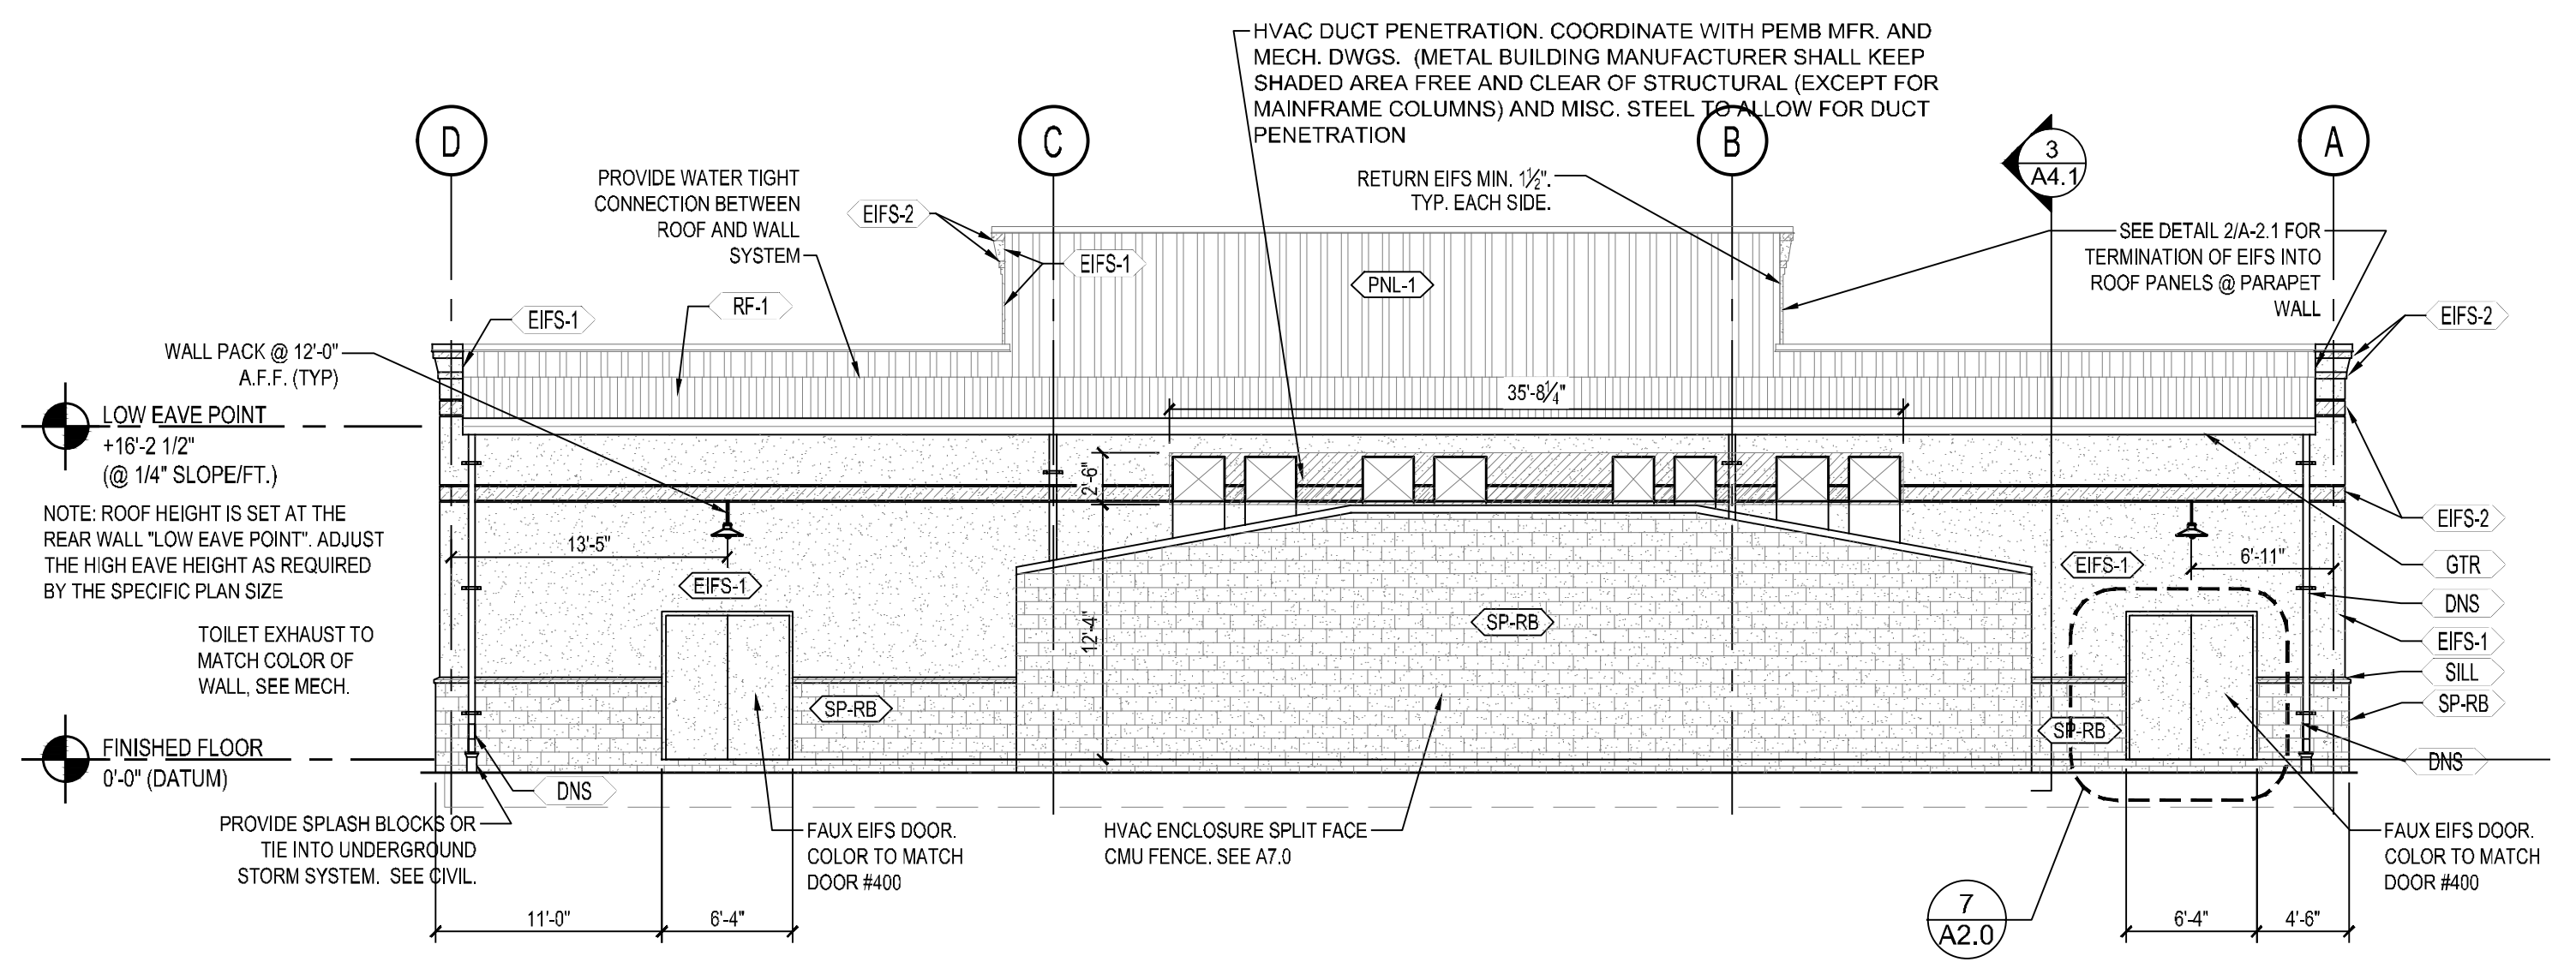 HVAC DUCT PENETRATION. COORDINATE WITH PEMB MFR. AND
MECH. DWGS. (METAL BUILDING MANUFACTURER SHALL KEEP
SHADED AREA FREE AND CLEAR OF STRUCTURAL (EXCEPT FOR
MAINFRAME COLUMNS) AND MISC. STEEL TO ALLOW FOR DUCT
PENETRATION
D
C
B
A
3
A4.1
PROVIDE WATER TIGHT
CONNECTION BETWEEN
ROOF AND WALL
SYSTEM
EIFS-2
EIFS-1
RETURN EIFS MIN. 1½".
TYP. EACH SIDE.
SEE DETAIL 2/A-2.1 FOR
TERMINATION OF EIFS INTO
ROOF PANELS @ PARAPET
WALL
PNL-1
RF-1
EIFS-1
EIFS-2
WALL PACK @ 12'-0"
A.F.F. (TYP)
35'-8¼"
LOW EAVE POINT
+16'-2 1/2"
(@ 1/4" SLOPE/FT.)
NOTE: ROOF HEIGHT IS SET AT THE
REAR WALL "LOW EAVE POINT". ADJUST
THE HIGH EAVE HEIGHT AS REQUIRED
BY THE SPECIFIC PLAN SIZE
2'-6"
13'-5"
EIFS-1
12'-4"
SP-RB
EIFS-1
6'-11"
EIFS-2
GTR
DNS
EIFS-1
SILL
SP-RB
DNS
TOILET EXHAUST TO
MATCH COLOR OF
WALL, SEE MECH.
SP-RB
SP-RB
FINISHED FLOOR
0'-0" (DATUM)
DNS
PROVIDE SPLASH BLOCKS OR
TIE INTO UNDERGROUND
STORM SYSTEM. SEE CIVIL.
FAUX EIFS DOOR.
COLOR TO MATCH
DOOR #400
HVAC ENCLOSURE SPLIT FACE
CMU FENCE. SEE A7.0
FAUX EIFS DOOR.
COLOR TO MATCH
DOOR #400
7
A2.0
11'-0"
6'-4"
6'-4"
4'-6"